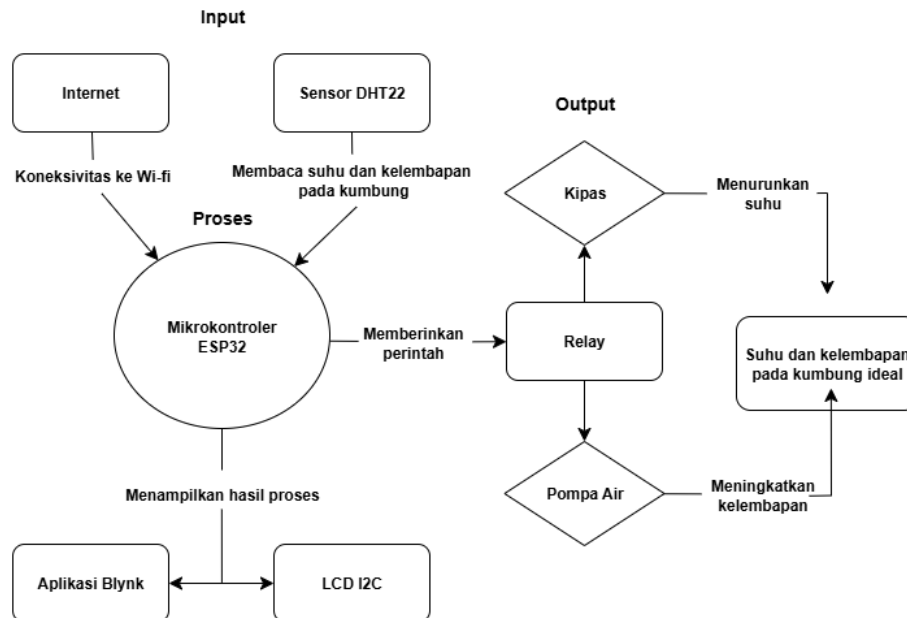 Input
Internet
Sensor DHT22
Output
Koneksivitas ke Wi-fi
Membaca suhu dan kelembapan
pada kumbung
Kipas
Menurunkan
suhu
Proses
Mikrokontroler
ESP32
Memberinkan
perintah
Relay
Suhu dan kelembapan
pada kumbung ideal
Menampilkan hasil proses
Pompa Air
Meningkatkan
kelembapan
Aplikasi Blynk
LCD I2C